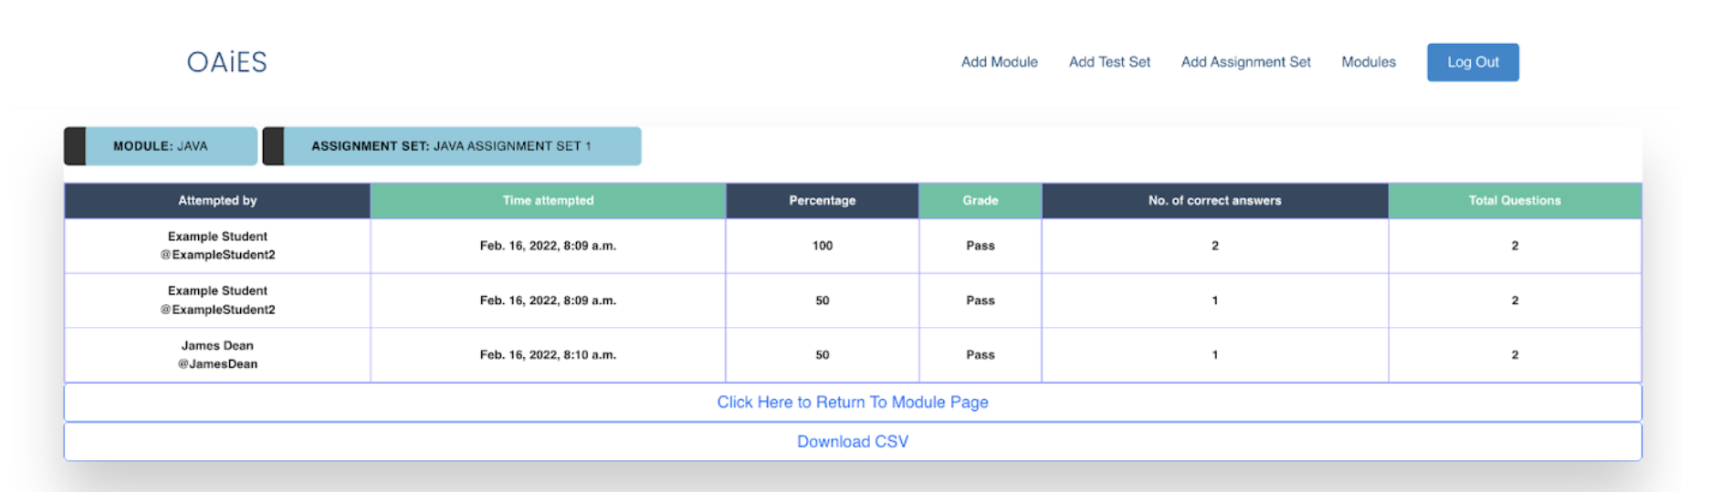 OAiES
Add Module Add Test Set Add Assignment Set Modules Log Out
MODULE: JAVA ASSIGNMENT SET: JAVA ASSIGNMENT SET 1
Attempted by Time attempted Percentage Grade No. of correct answers Total Questions
Example Student
@ExampleStudent2 Feb. 16, 2022, 8:09 a.m. 100 Pass 2 2
Example Student
@ExampleStudent2 Feb. 16, 2022, 8:09 a.m. 50 Pass 1 2
James Dean
@JamesDean Feb. 16, 2022, 8:10 a.m. 50 Pass 1 2
Click Here to Return To Module Page
Download CSV